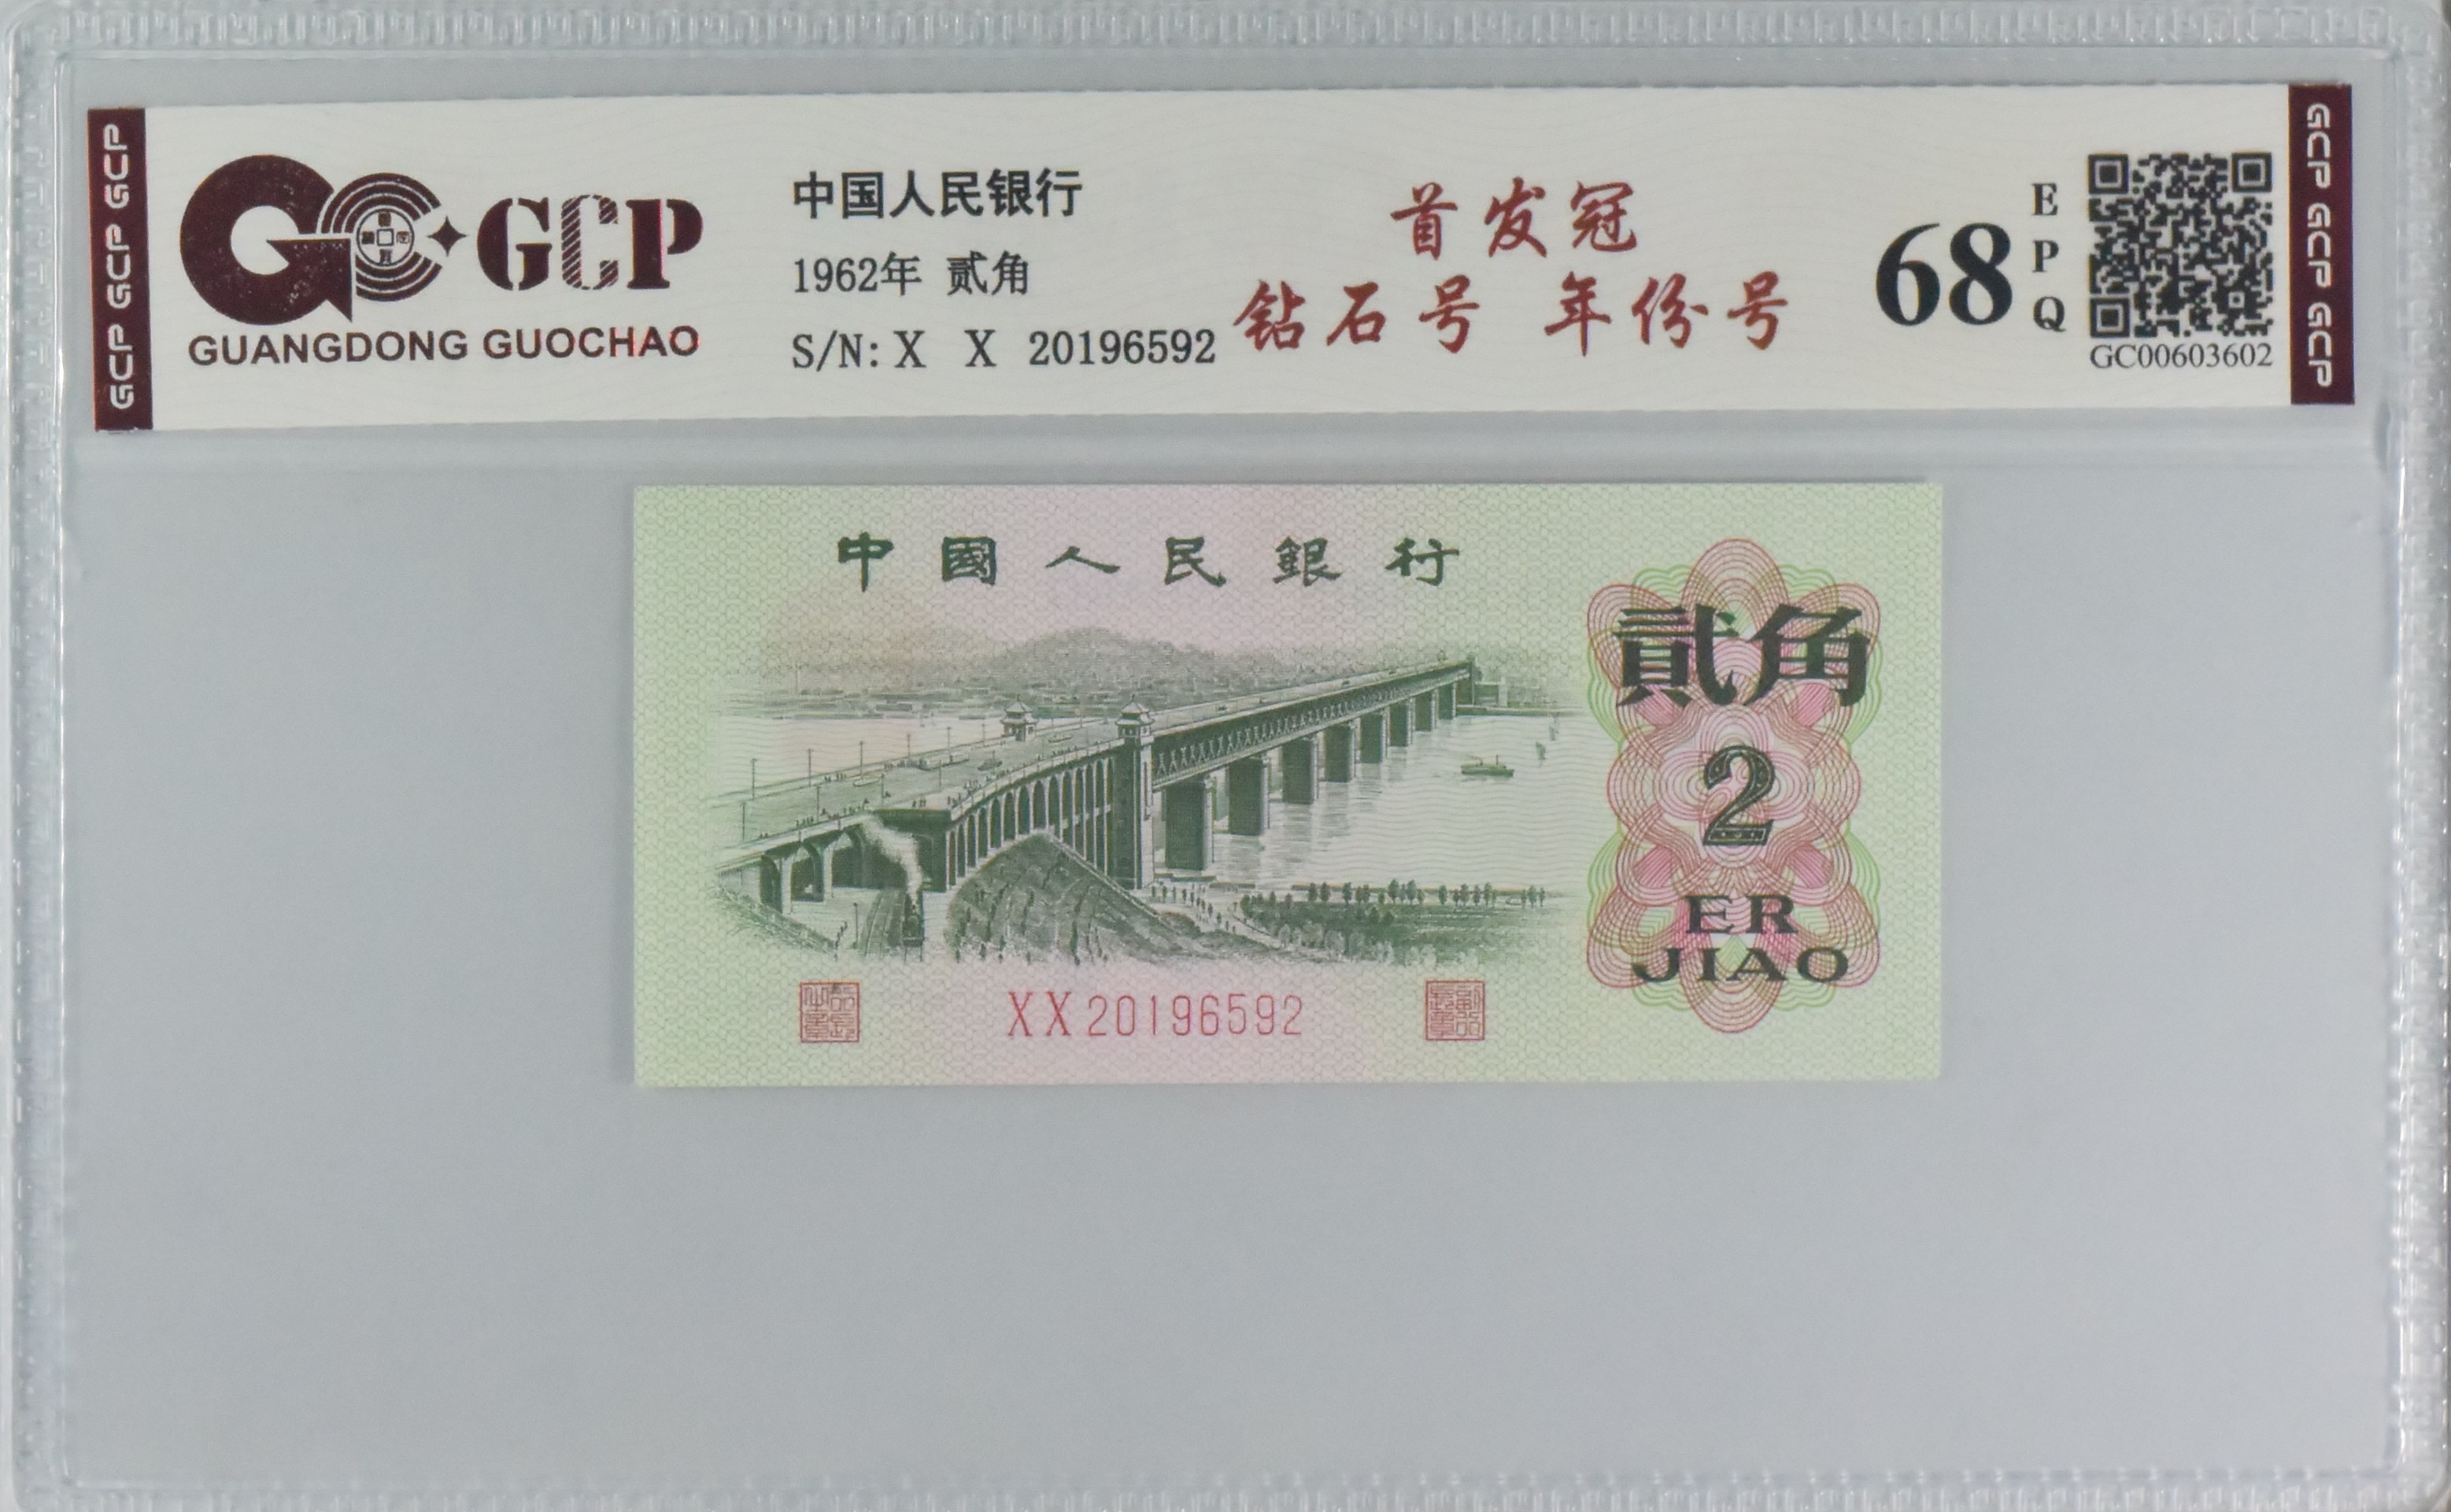 GCP GCP GCP
GCP
GUANGDONG GUOCHAO
中国人民银行
1962年 贰角
S/N: X X 20196592
首发冠
钻石号 年份号
68
E
P
Q
GC00603602
GCP GCP GCP
中國人民銀行
貳角
2
ER
JIAO
XX20196592